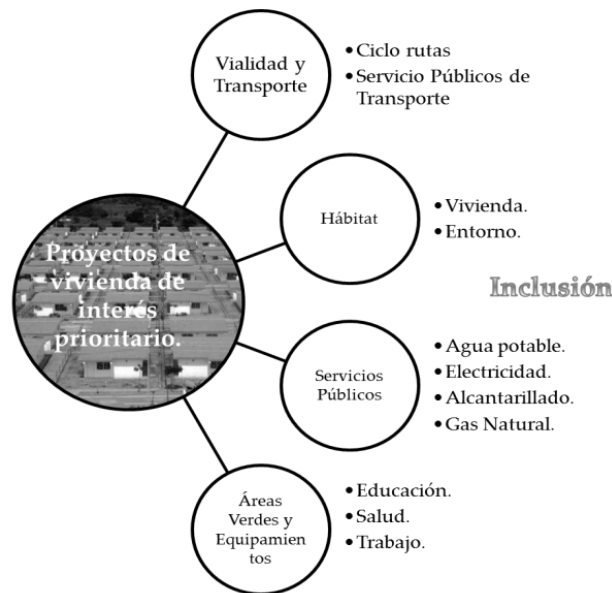 Vialidad y
Transporte
• Ciclo rutas
• Servicio Públicos de
Transporte
Proyectos de
vivienda de
interés
prioritario.
Hábitat
• Vivienda.
• Entorno.
Inclusión
Servicios
Públicos
• Agua potable.
• Electricidad.
• Alcantarillado.
• Gas Natural.
Áreas
Verdes y
Equipamien
tos
• Educación.
• Salud.
• Trabajo.